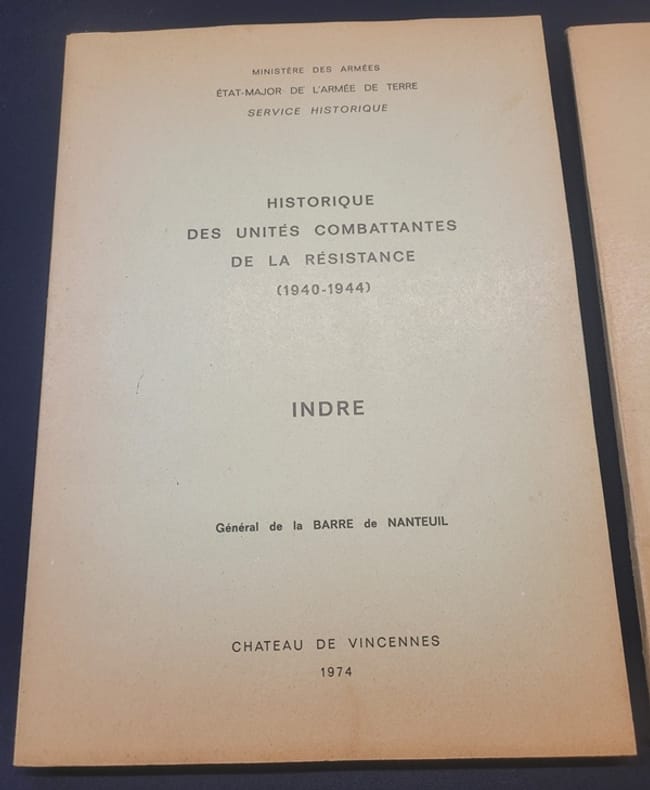 MINISTÈRE DES ARMÉES
ÉTAT-MAJOR DE L'ARMÉE DE TERRE
SERVICE HISTORIQUE
HISTORIQUE
DES UNITÉS COMBATTANTES
DE LA RÉSISTANCE
(1940-1944)
INDRE
Général de la BARRE de NANTEUIL
CHATEAU DE VINCENNES
1974